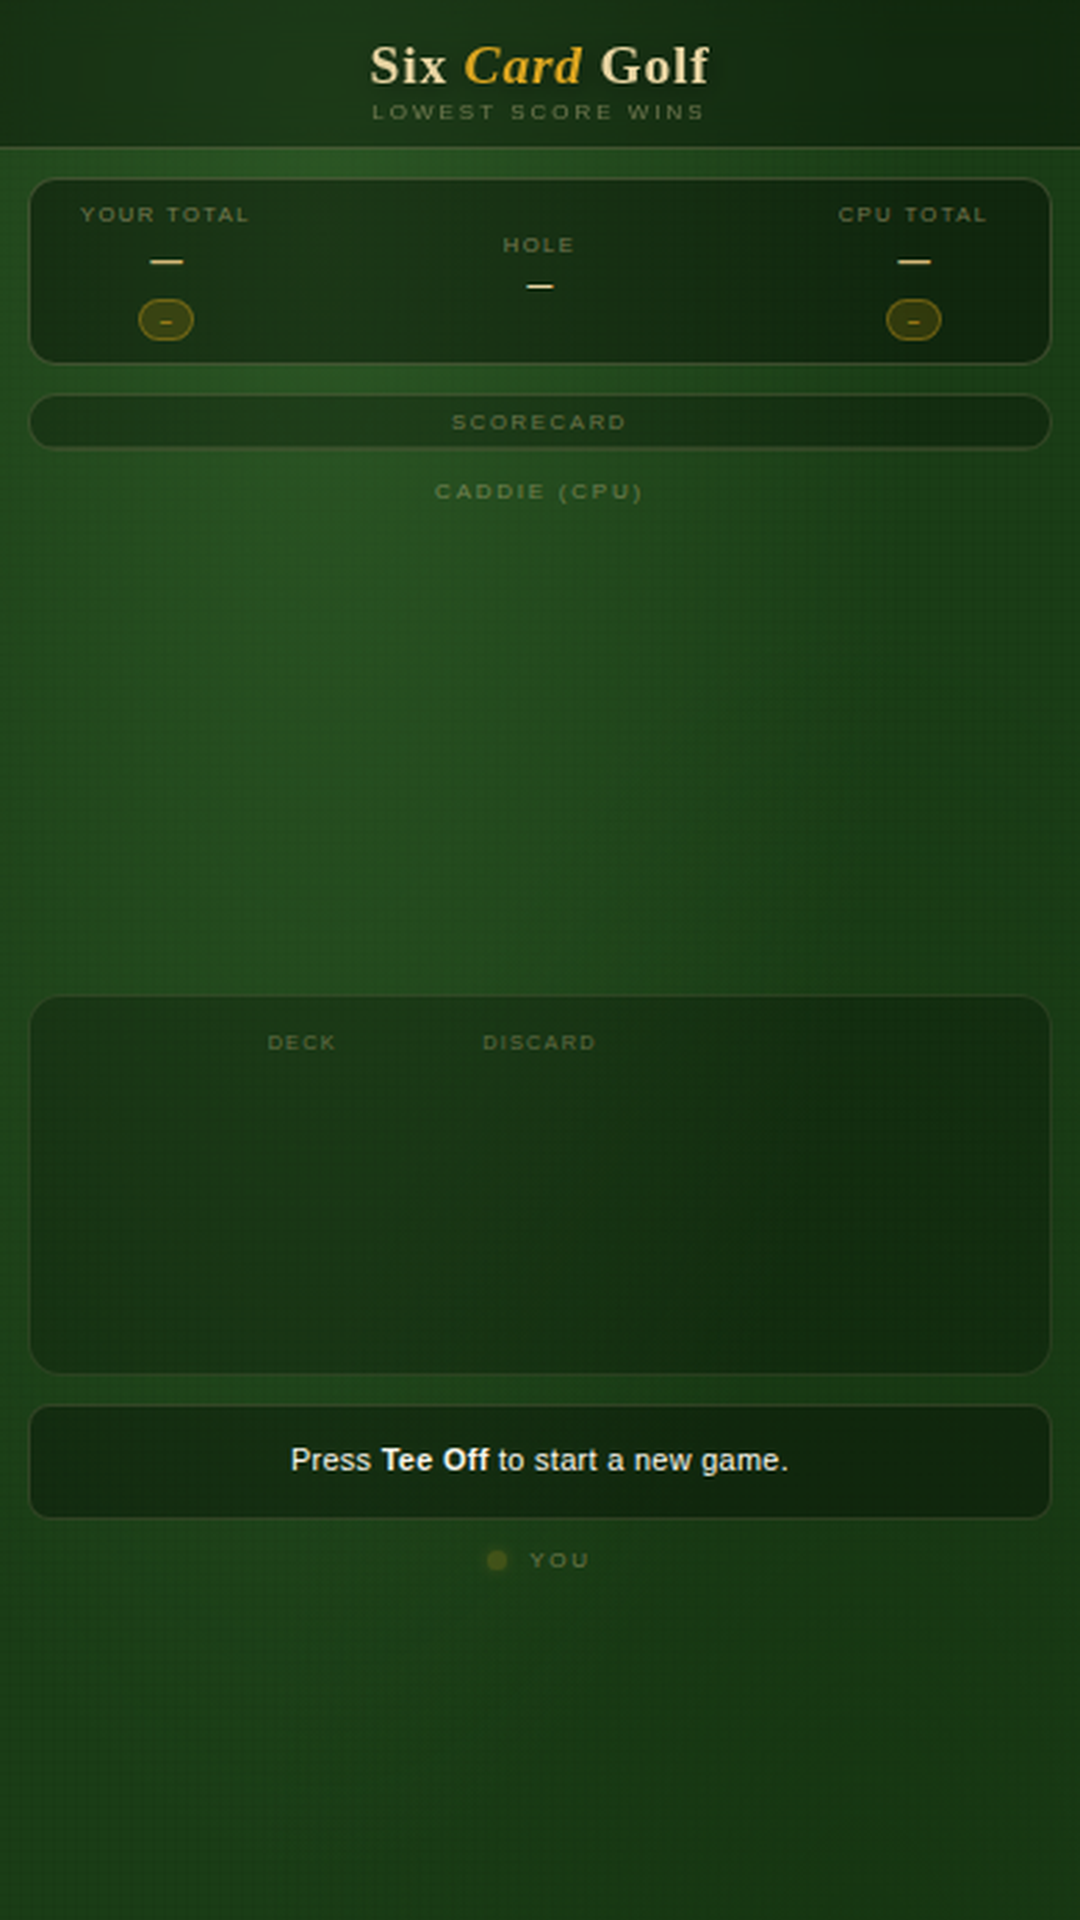 Six Card Golf
LOWEST SCORE WINS
YOUR TOTAL
—
–
HOLE
—
CPU TOTAL
—
–
SCORECARD
CADDIE (CPU)
DECK
DISCARD
Press Tee Off to start a new game.
YOU